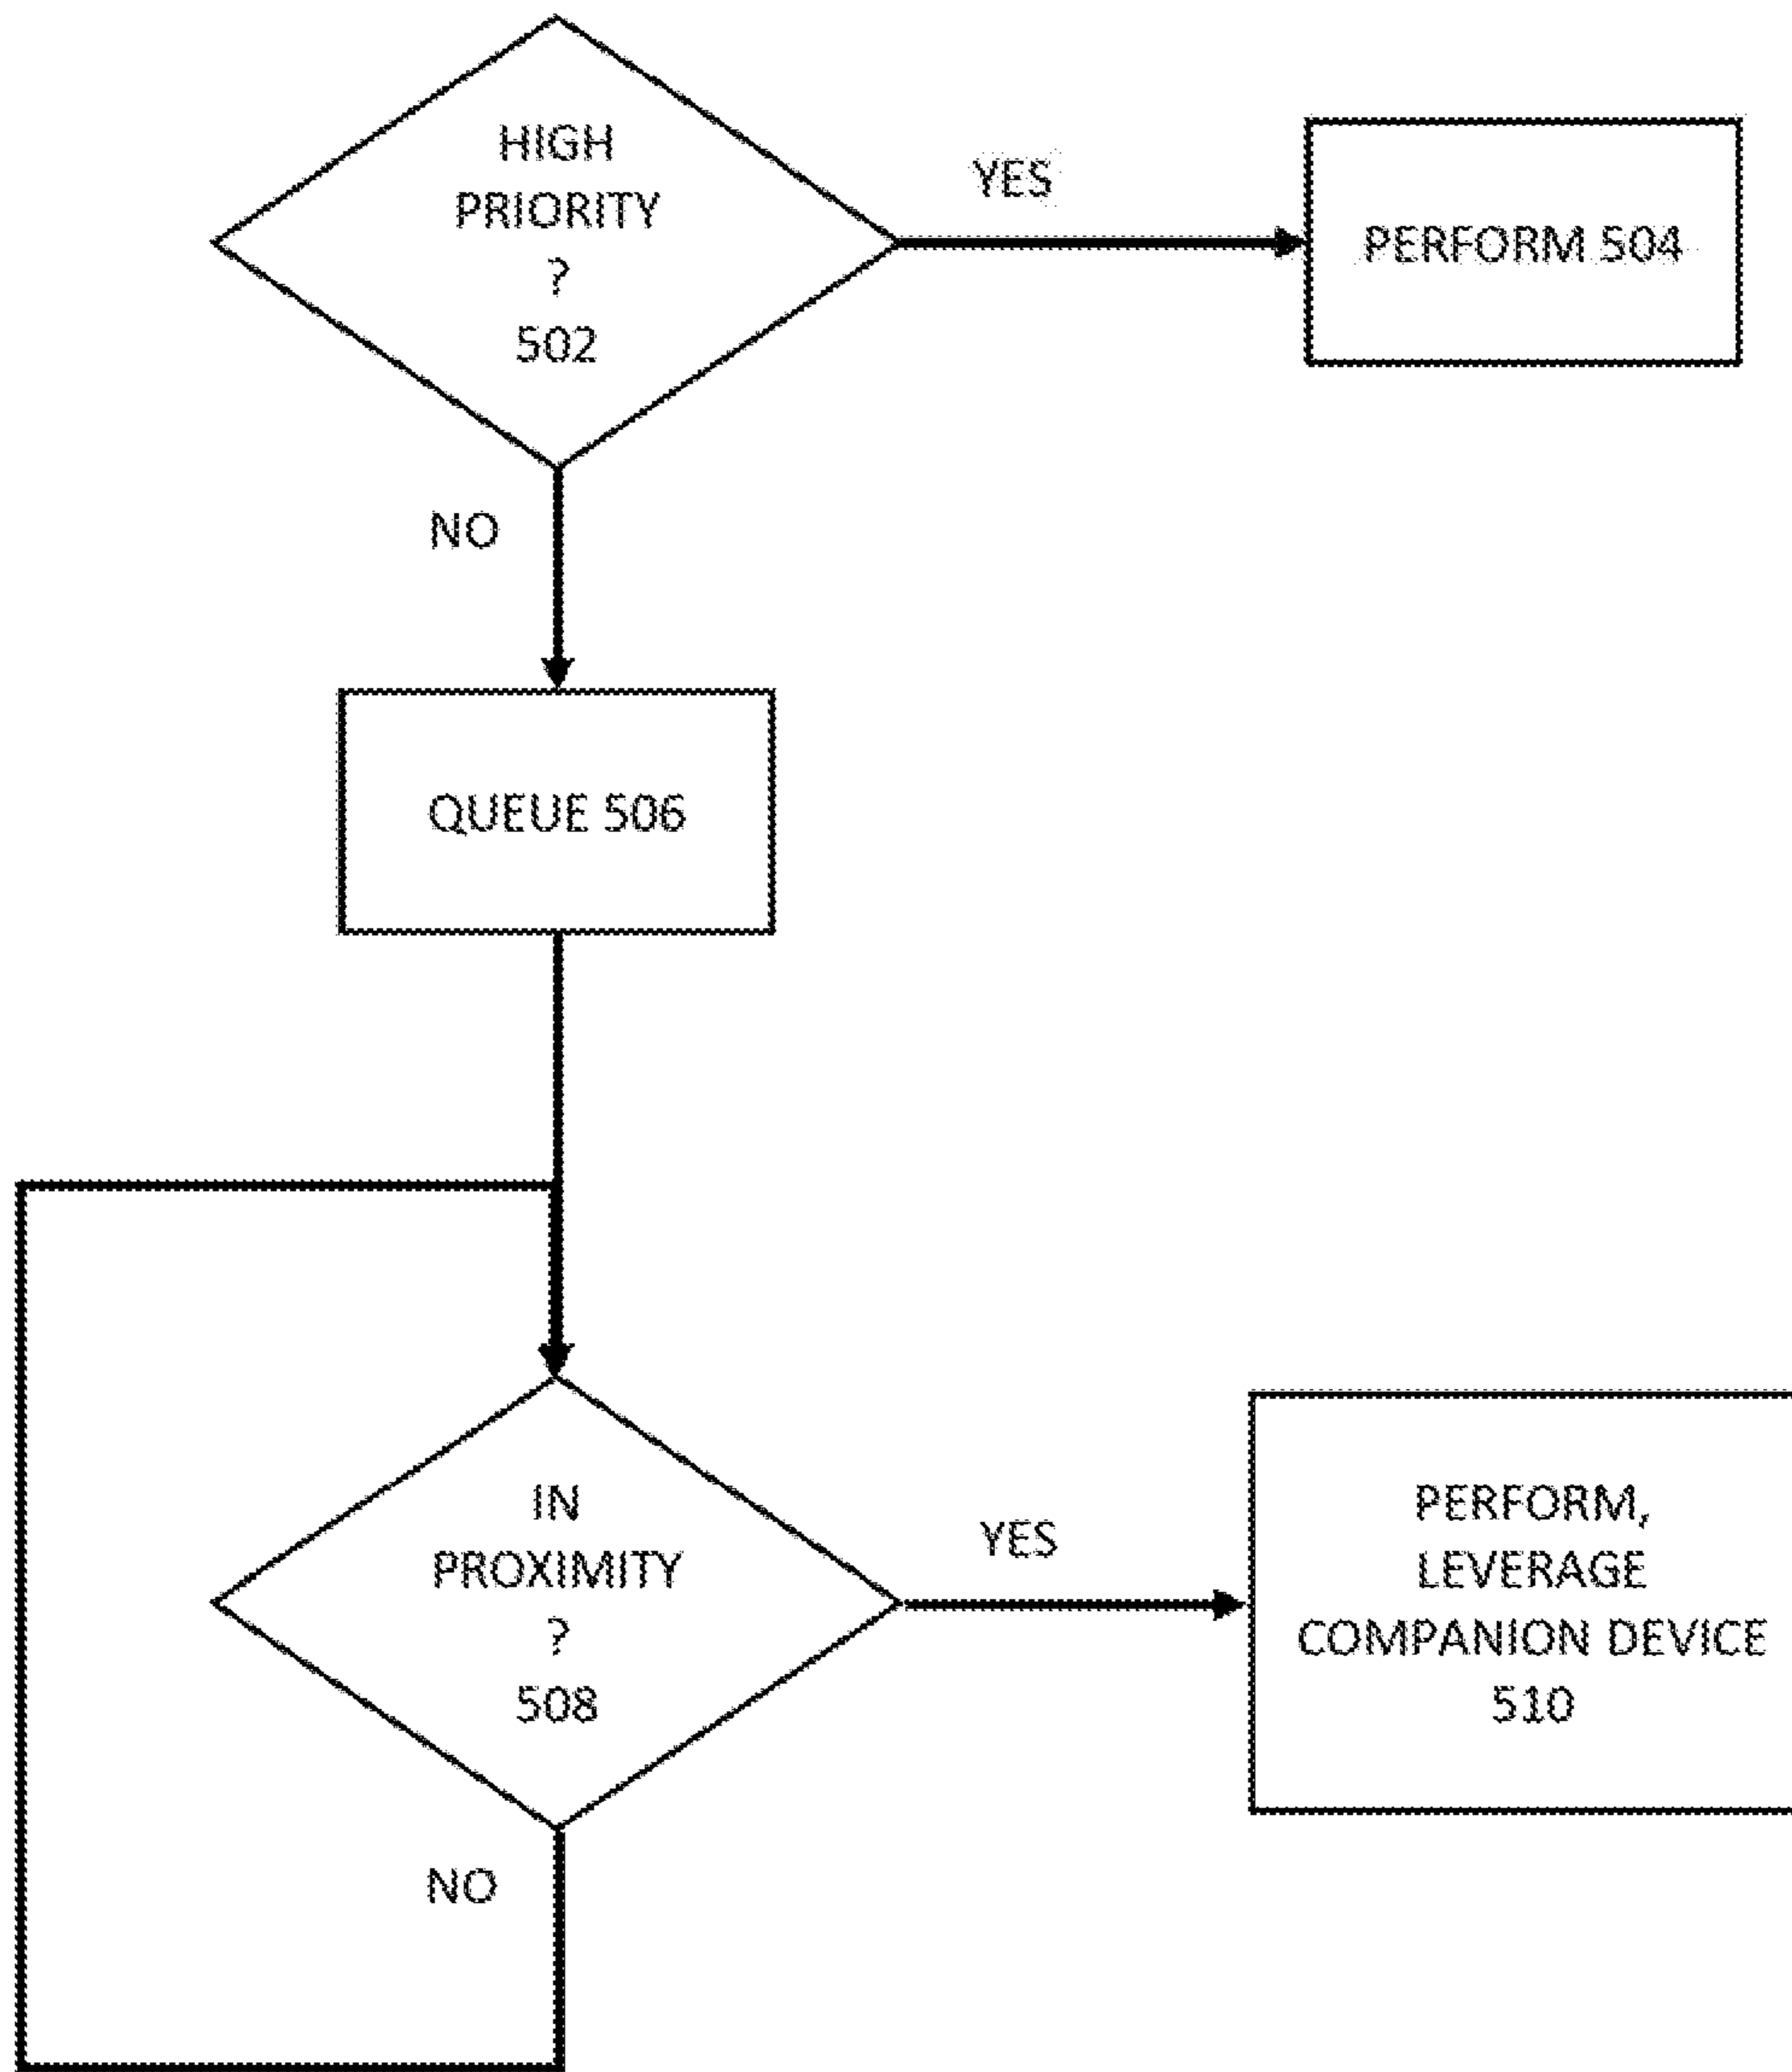 HIGH
PRIORITY
?
502
YES
PERFORM 504
NO
QUEUE 506
IN
PROXIMITY
?
508
YES
PERFORM,
LEVERAGE
COMPANION DEVICE
510
NO